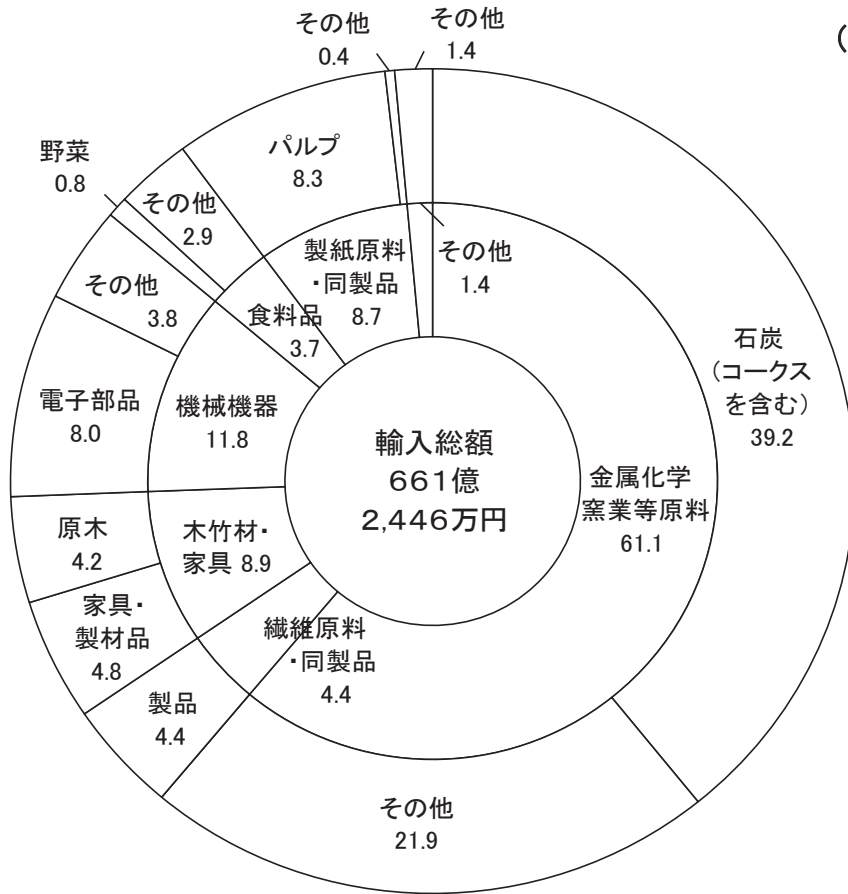 その他
0.4
その他
1.4
(
野菜
0.8
その他
2.9
パルプ
8.3
その他
3.8
食料品
3.7
製紙原料
・同製品
8.7
その他
1.4
石炭
(コークス
を含む)
39.2
電子部品
8.0
機械機器
11.8
輸入総額
661億
2,446万円
金属化学
窯業等原料
61.1
原木
4.2
木竹材・
家具 8.9
家具・
製材品
4.8
繊維原料
・同製品
4.4
製品
4.4
その他
21.9